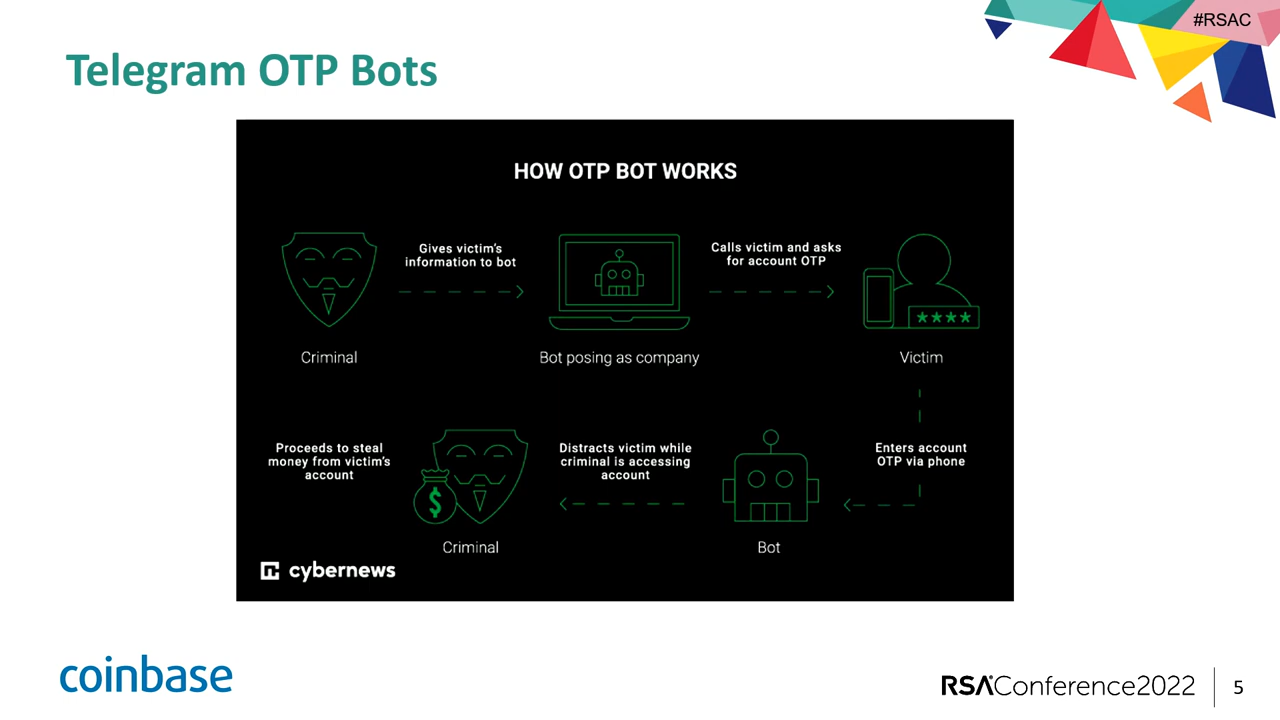 #RSAC
Telegram OTP Bots
HOW OTP BOT WORKS
Gives victim's
information to bot
Calls victim and asks
for account OTP
****
Criminal
Bot posing as company
Victim
Proceeds to steal
money from victim's
account
$
Distracts victim while
criminal is accessing
account
Enters account
OTP via phone
Criminal
Bot
cybernews
coinbase
RSAConference2022
5